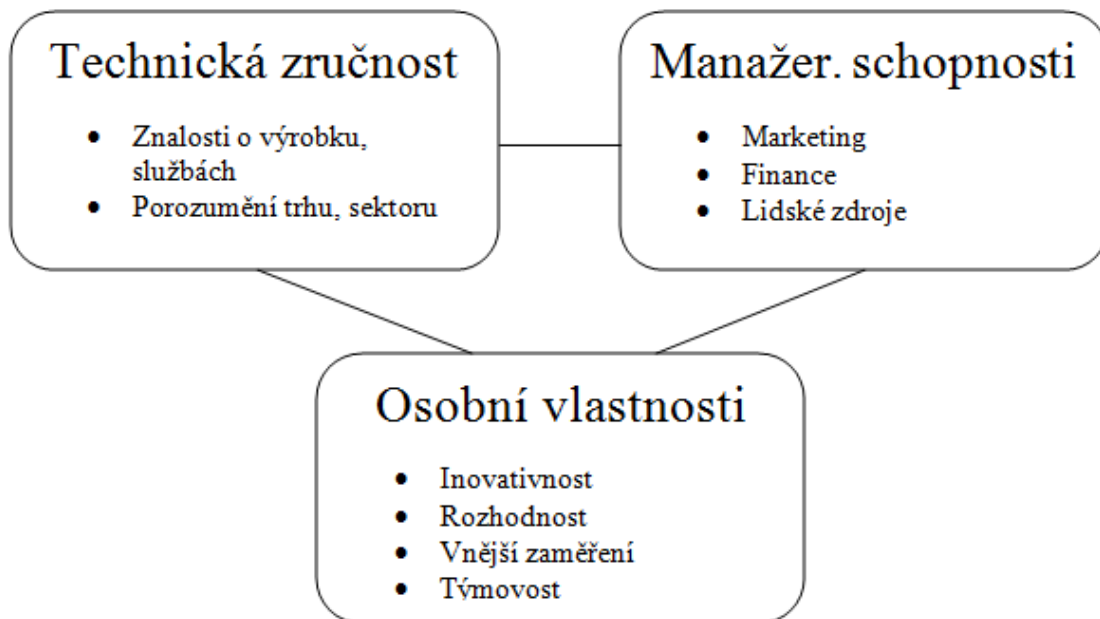 Technická zručnost
• Znalosti o výrobku,
službách
• Porozumění trhu, sektoru
Manažer. schopnosti
• Marketing
• Finance
• Lidské zdroje
Osobní vlastnosti
• Inovativnost
• Rozhodnost
• Vnější zaměření
• Týmovost